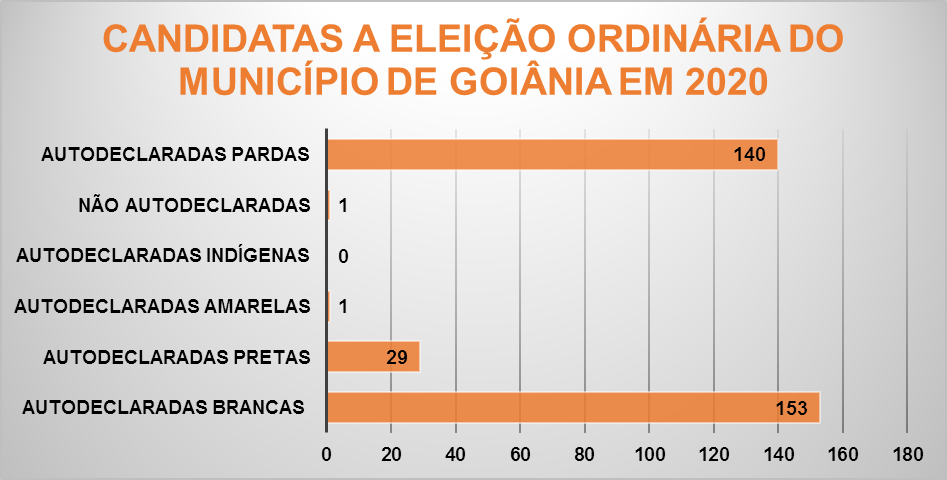 CANDIDATAS A ELEIÇÃO ORDINÁRIA DO
MUNICÍPIO DE GOIÂNIA EM 2020
AUTODECLARADAS PARDAS 140
NÃO AUTODECLARADAS 1
AUTODECLARADAS INDÍGENAS 0
AUTODECLARADAS AMARELAS 1
AUTODECLARADAS PRETAS 29
AUTODECLARADAS BRANCAS 153
0 20 40 60 80 100 120 140 160 180